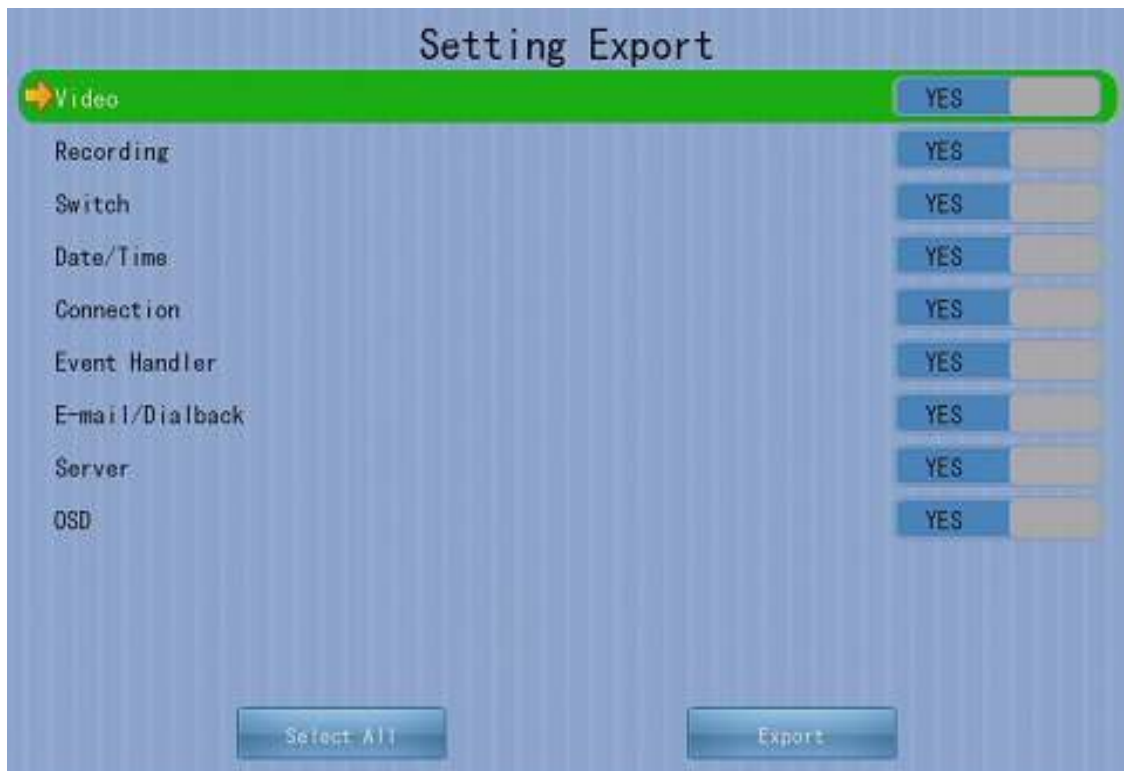 Setting Export
Video YES
Recording YES
Switch YES
Date/Time YES
Connection YES
Event Handler YES
E-mail/Dialback YES
Server YES
OSD YES
Select All Export